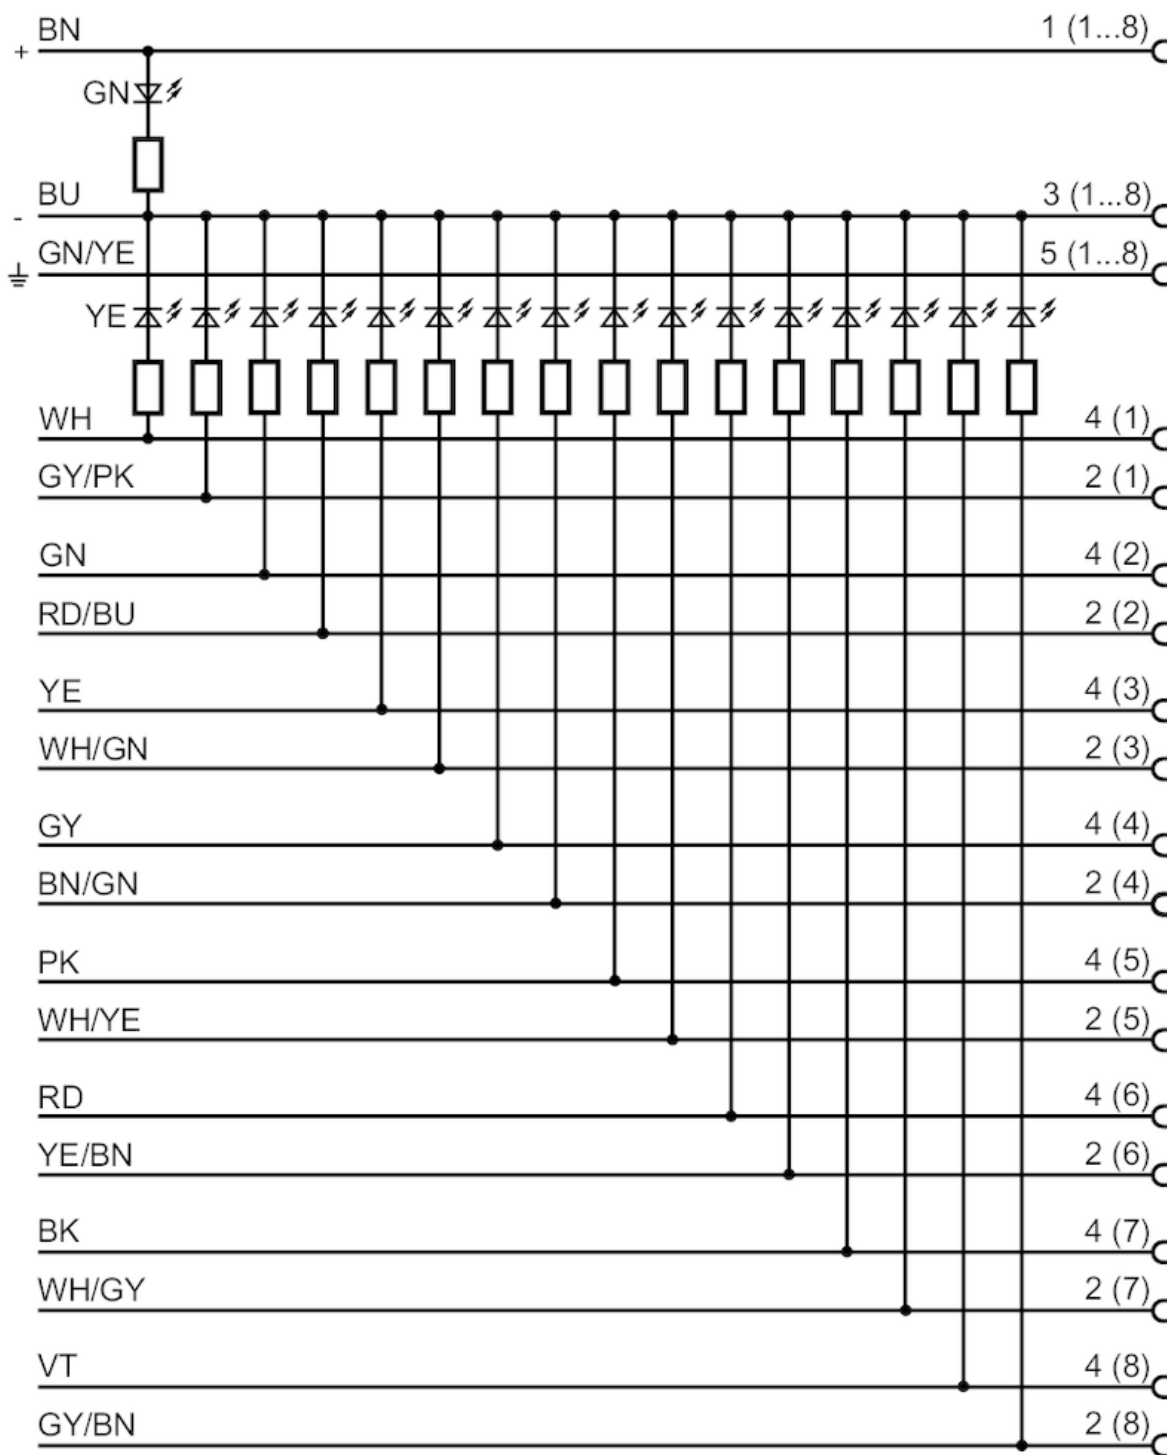 BN 1 (1...8)
+
GN
BU 3 (1...8)
-
GN/YE 5 (1...8)
YE
WH 4 (1)
GY/PK 2 (1)
GN 4 (2)
RD/BU 2 (2)
YE 4 (3)
WH/GN 2 (3)
GY 4 (4)
BN/GN 2 (4)
PK 4 (5)
WH/YE 2 (5)
RD 4 (6)
YE/BN 2 (6)
BK 4 (7)
WH/GY 2 (7)
VT 4 (8)
GY/BN 2 (8)